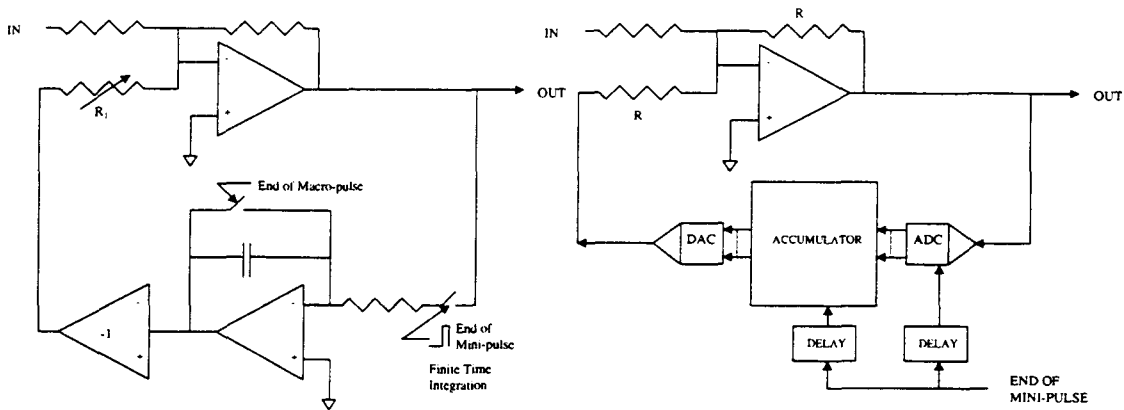 IN
R₁
-
+
OUT
End of Macro-pulse
-1
-
+
-
+
End of
Mini-pulse
Finite Time
Integration
IN
R
R
-
+
OUT
DAC
ACCUMULATOR
ADC
DELAY
DELAY
END OF
MINI-PULSE